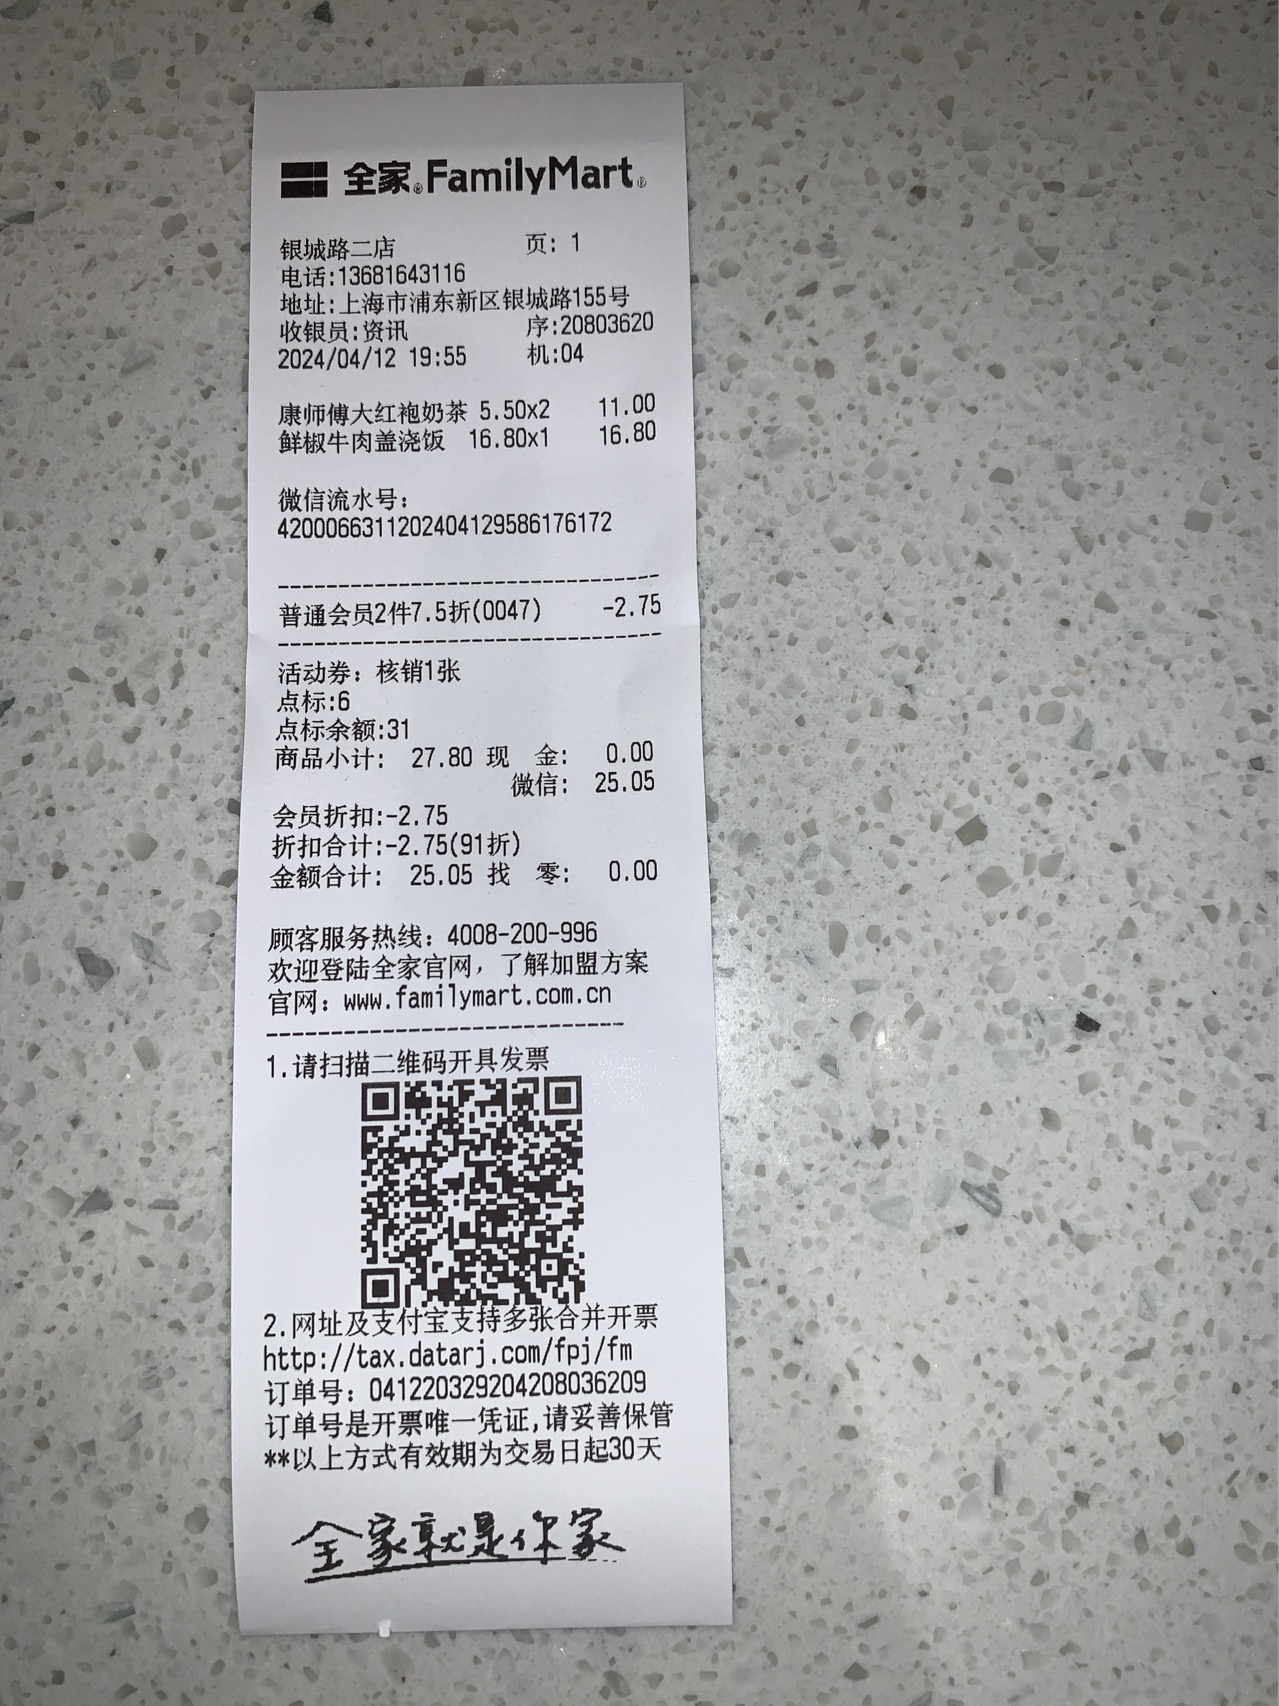 全家®FamilyMart®
银城路二店 页: 1
电话:13681643116
地址:上海市浦东新区银城路155号
收银员:资讯 序:20803620
2024/04/12 19:55 机:04
康师傅大红袍奶茶 5.50x2 11.00
鲜椒牛肉盖浇饭 16.80x1 16.80
微信流水号:
4200066311202404129586176172
普通会员2件7.5折(0047) -2.75
活动券: 核销1张
点标:6
点标余额:31
商品小计: 27.80 现 金: 0.00
微信: 25.05
会员折扣:-2.75
折扣合计:-2.75(91折)
金额合计: 25.05 找 零: 0.00
顾客服务热线: 4008-200-996
欢迎登陆全家官网, 了解加盟方案
官网: www.familymart.com.cn
1.请扫描二维码开具发票
2.网址及支付宝支持多张合并开票
http://tax.datarj.com/fpj/fm
订单号: 041220329204208036209
订单号是开票唯一凭证,请妥善保管
**以上方式有效期为交易日起30天
全家就是你家